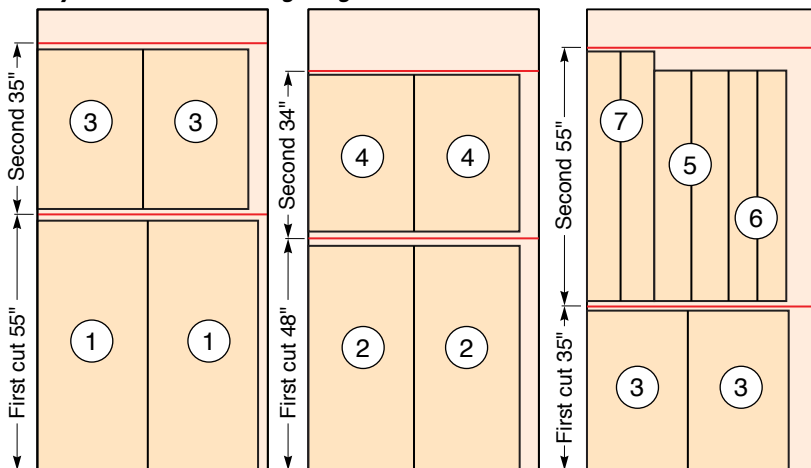 Second 35"
3
3
First cut 55"
1
1
Second 34"
4
4
First cut 48"
2
2
Second 55"
7
5
6
First cut 35"
3
3